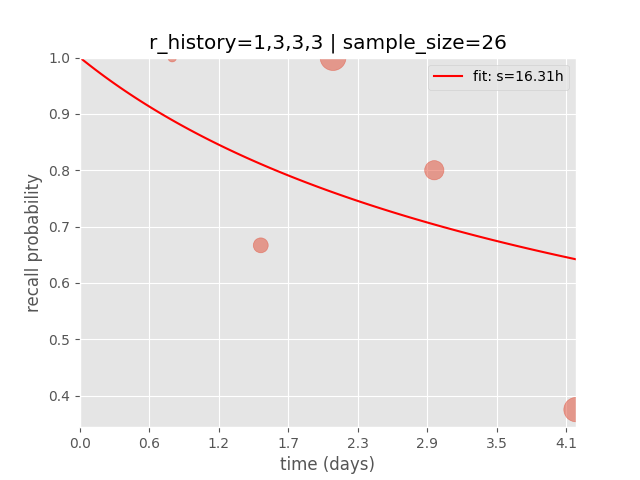 r_history=1,3,3,3 | sample_size=26
fit: s=16.31h
1.0
0.9
0.8
0.7
0.6
0.5
0.4
recall probability
0.0 0.6 1.2 1.7 2.3 2.9 3.5 4.1
time (days)